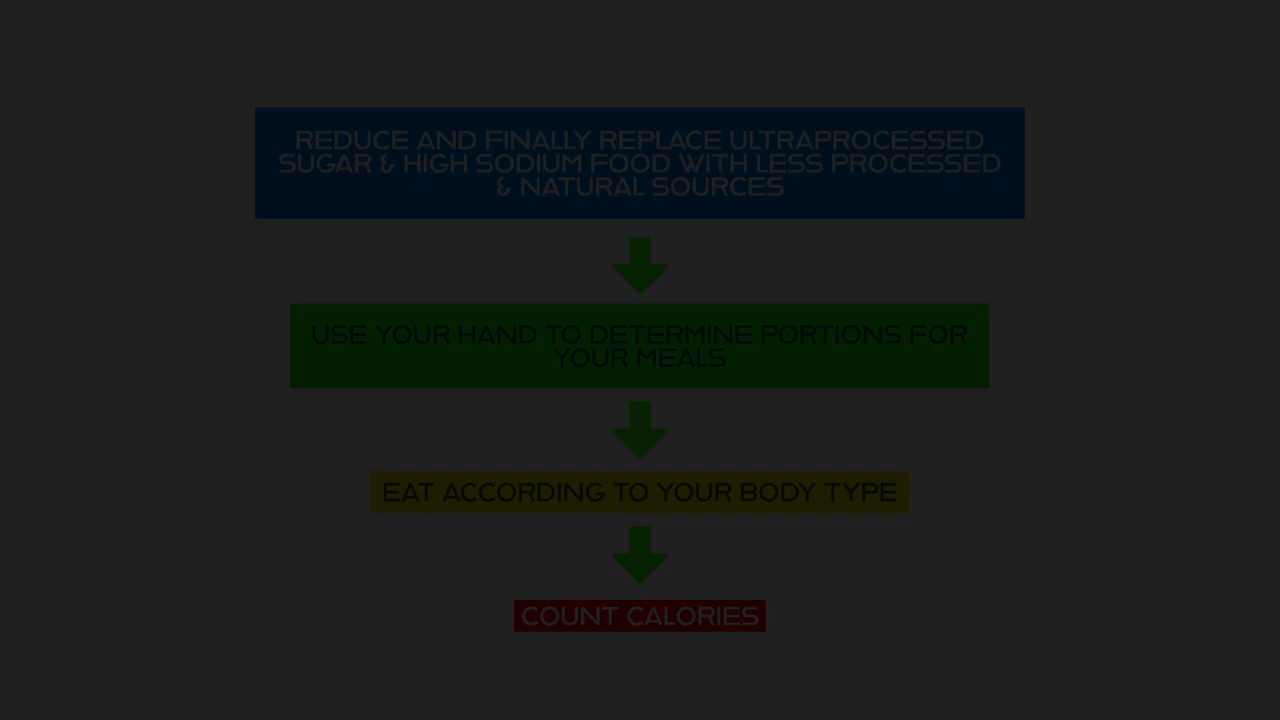 REDUCE AND FINALLY REPLACE ULTRAPROCESSED
SUGAR & HIGH SODIUM FOOD WITH LESS PROCESSED
& NATURAL SOURCES
USE YOUR HAND TO DETERMINE PORTIONS FOR
YOUR MEALS
EAT ACCORDING TO YOUR BODY TYPE
COUNT CALORIES